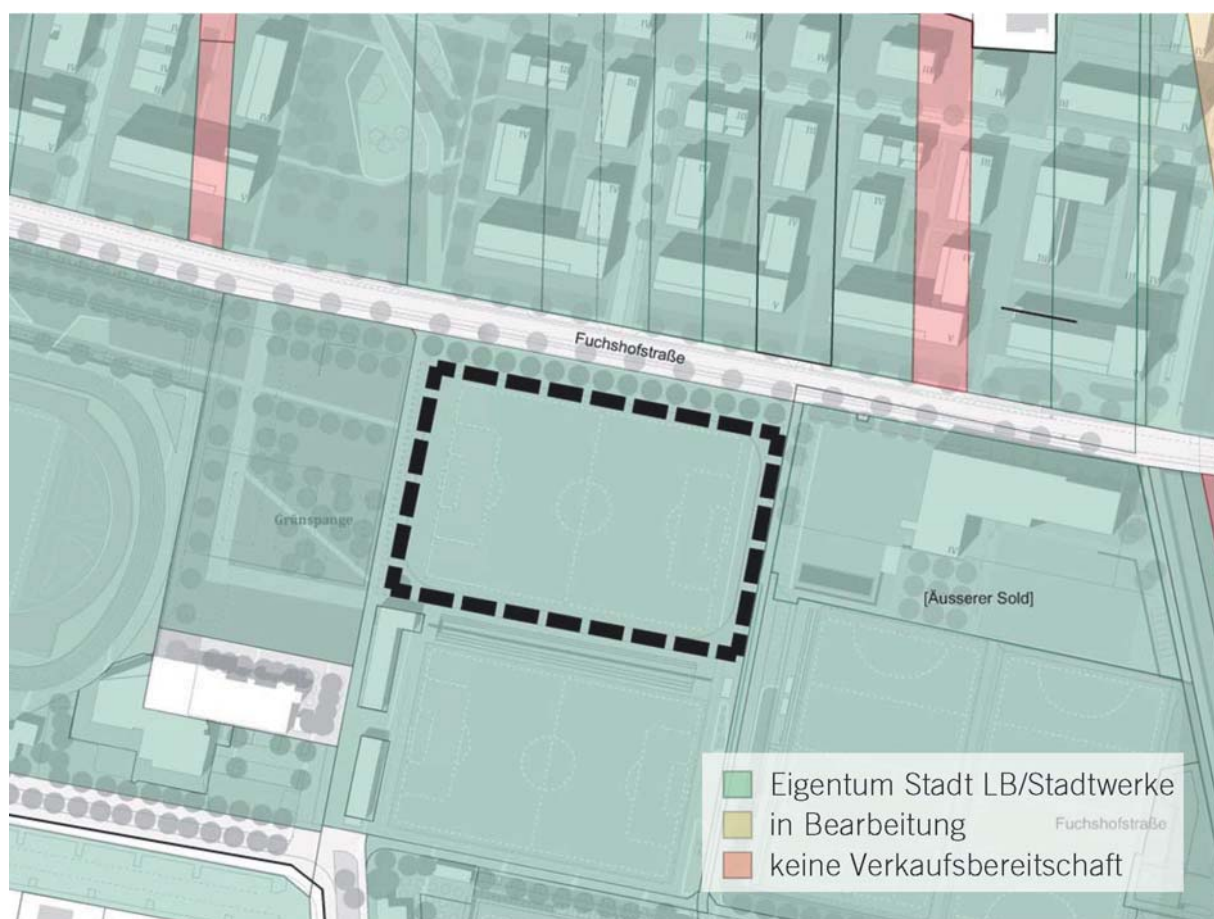 Fuchshofstraße
Grünspange
[Äusserer Sold]
Eigentum Stadt LB/Stadtwerke
in Bearbeitung
Fuchshofstraße
keine Verkaufsbereitschaft